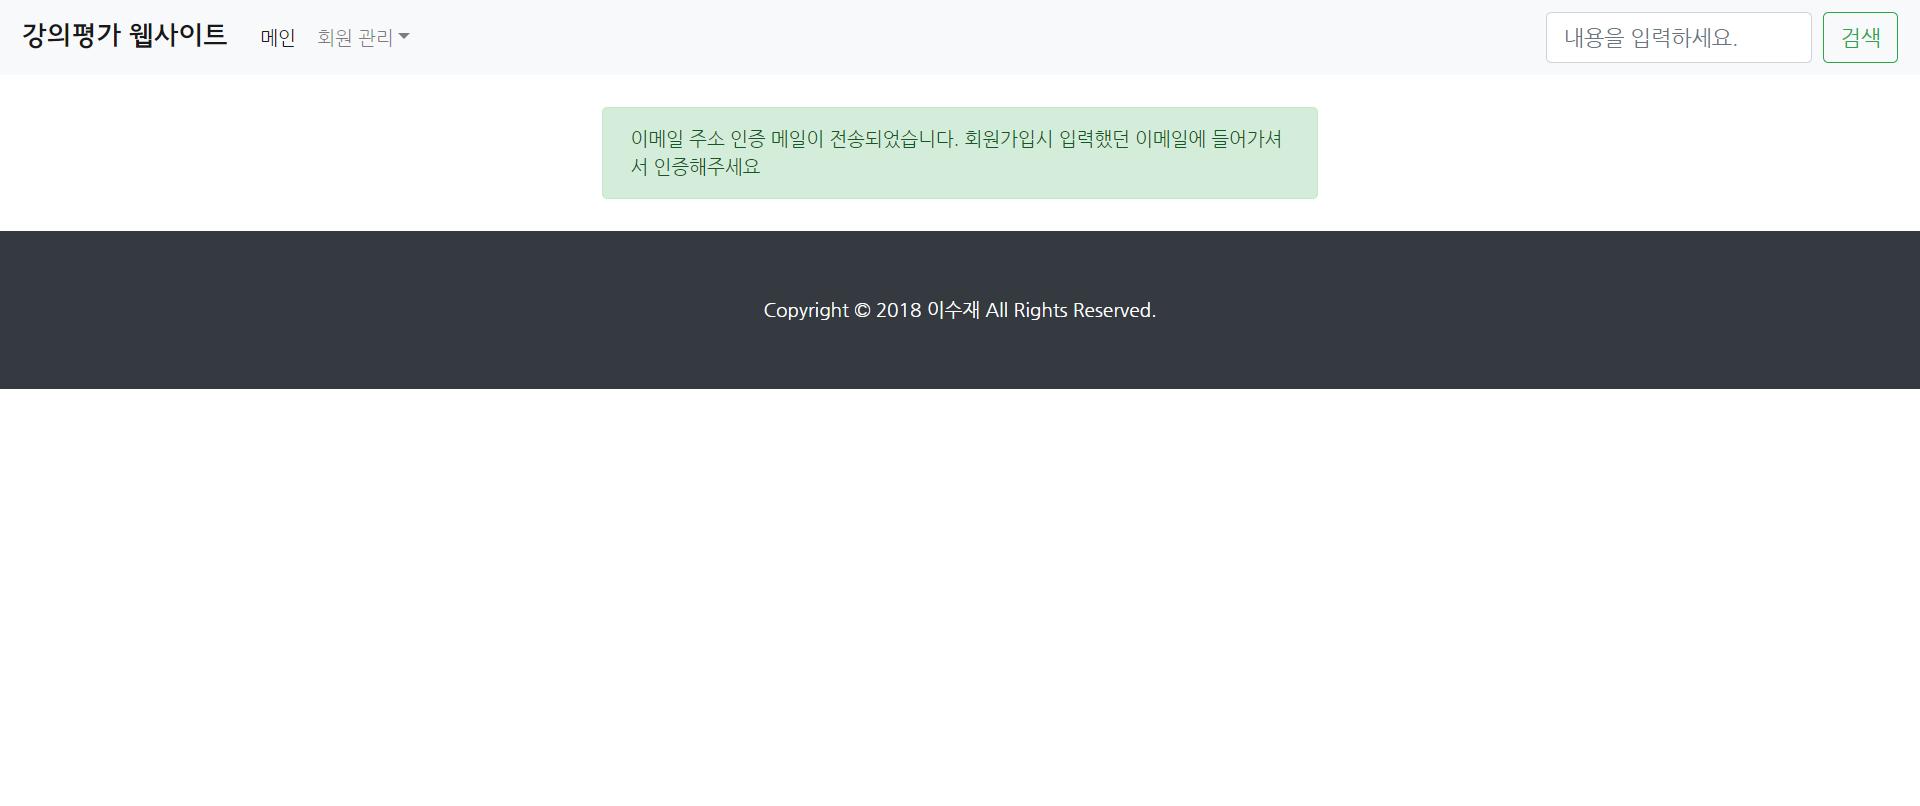 강의평가 웹사이트 메인 회원 관리 내용을 입력하세요. 검색
이메일 주소 인증 메일이 전송되었습니다. 회원가입시 입력했던 이메일에 들어가셔
서 인증해주세요
Copyright © 2018 이수재 All Rights Reserved.